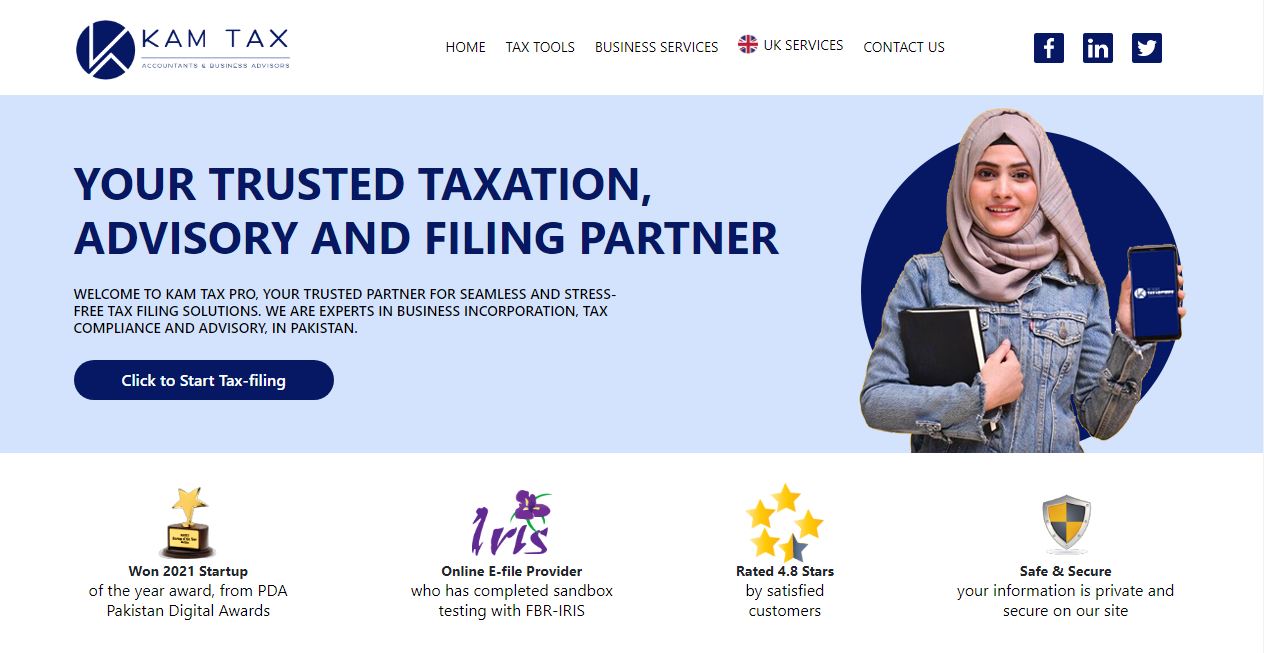 KAM TAX
ACCOUNTANTS & BUSINESS ADVISORS
HOME TAX TOOLS BUSINESS SERVICES UK SERVICES CONTACT US
YOUR TRUSTED TAXATION,
ADVISORY AND FILING PARTNER
WELCOME TO KAM TAX PRO, YOUR TRUSTED PARTNER FOR SEAMLESS AND STRESS-
FREE TAX FILING SOLUTIONS. WE ARE EXPERTS IN BUSINESS INCORPORATION, TAX
COMPLIANCE AND ADVISORY, IN PAKISTAN.
Click to Start Tax-filing
Iris
Won 2021 Startup
of the year award, from PDA
Pakistan Digital Awards
Online E-file Provider
who has completed sandbox
testing with FBR-IRIS
Rated 4.8 Stars
by satisfied
customers
Safe & Secure
your information is private and
secure on our site